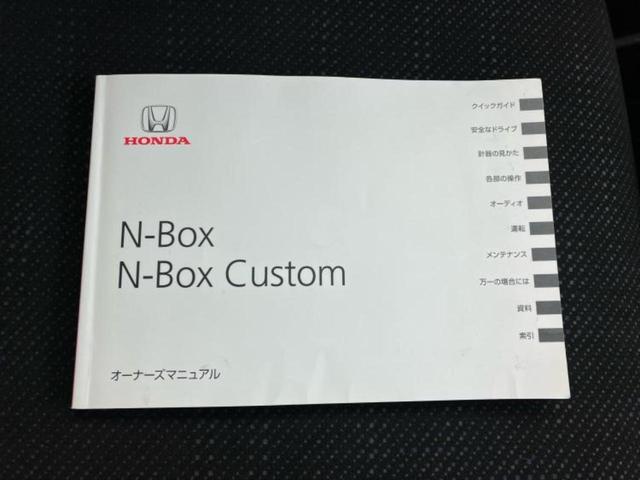 HONDA
N-Box
N-Box Custom
オーナーズマニュアル
クイックガイド
安全なドライブ
計器の見かた
各部の操作
オーディオ
運転
メンテナンス
万一の場合には
資料
索引